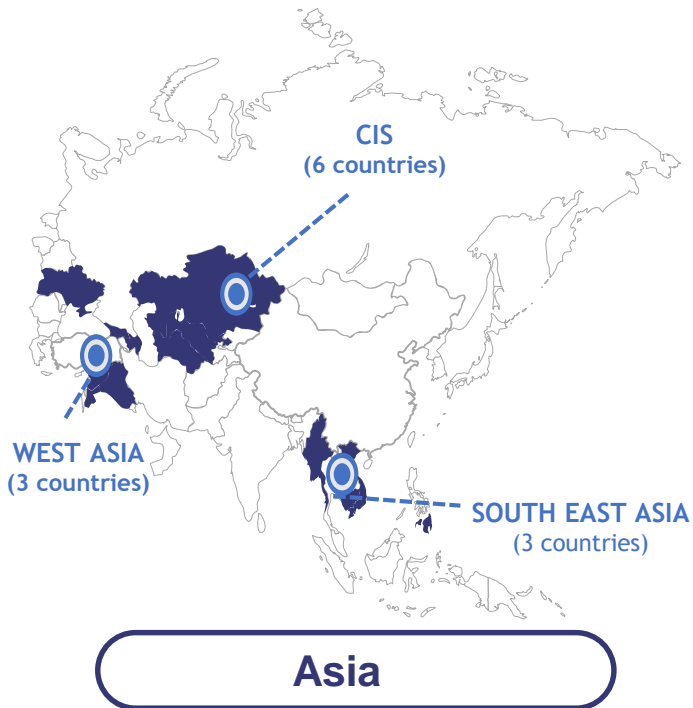 CIS
(6 countries)
WEST ASIA
(3 countries)
SOUTH EAST ASIA
(3 countries)
Asia